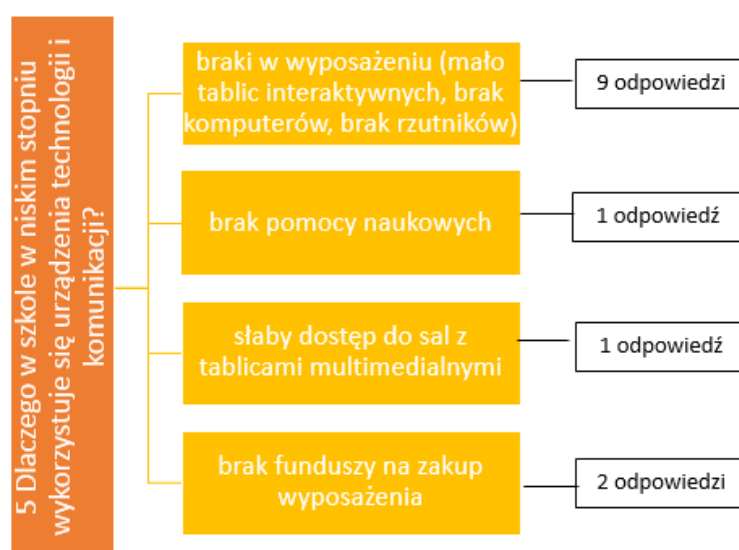 5 Dlaczego w szkole w niskim stopniu
wykorzystuje się urządzenia technologii i
komunikacji?
braki w wyposażeniu (mało
tablic interaktywnych, brak
komputerów, brak rzutników)
9 odpowiedzi
brak pomocy naukowych
1 odpowiedź
słaby dostęp do sal z
tablicami multimedialnymi
1 odpowiedź
brak funduszy na zakup
wyposażenia
2 odpowiedzi